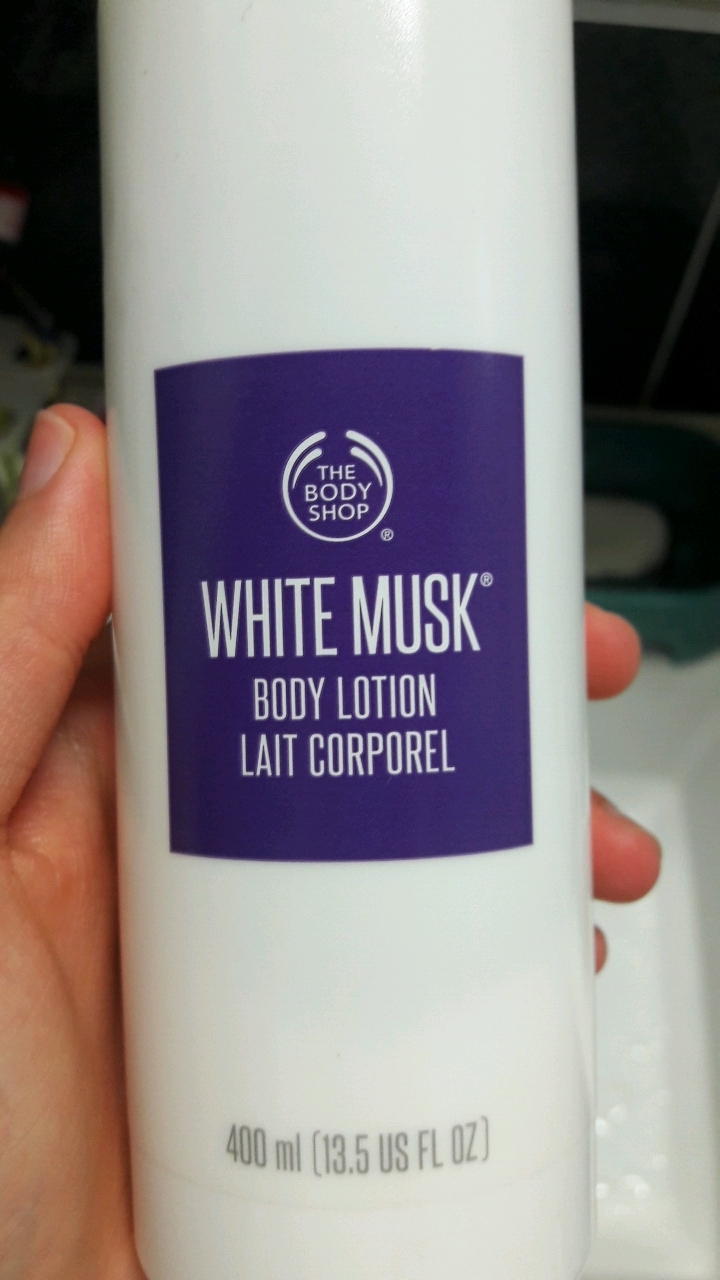 THE
BODY
SHOP
®
WHITE MUSK®
BODY LOTION
LAIT CORPOREL
400 ml (13.5 US FL OZ)